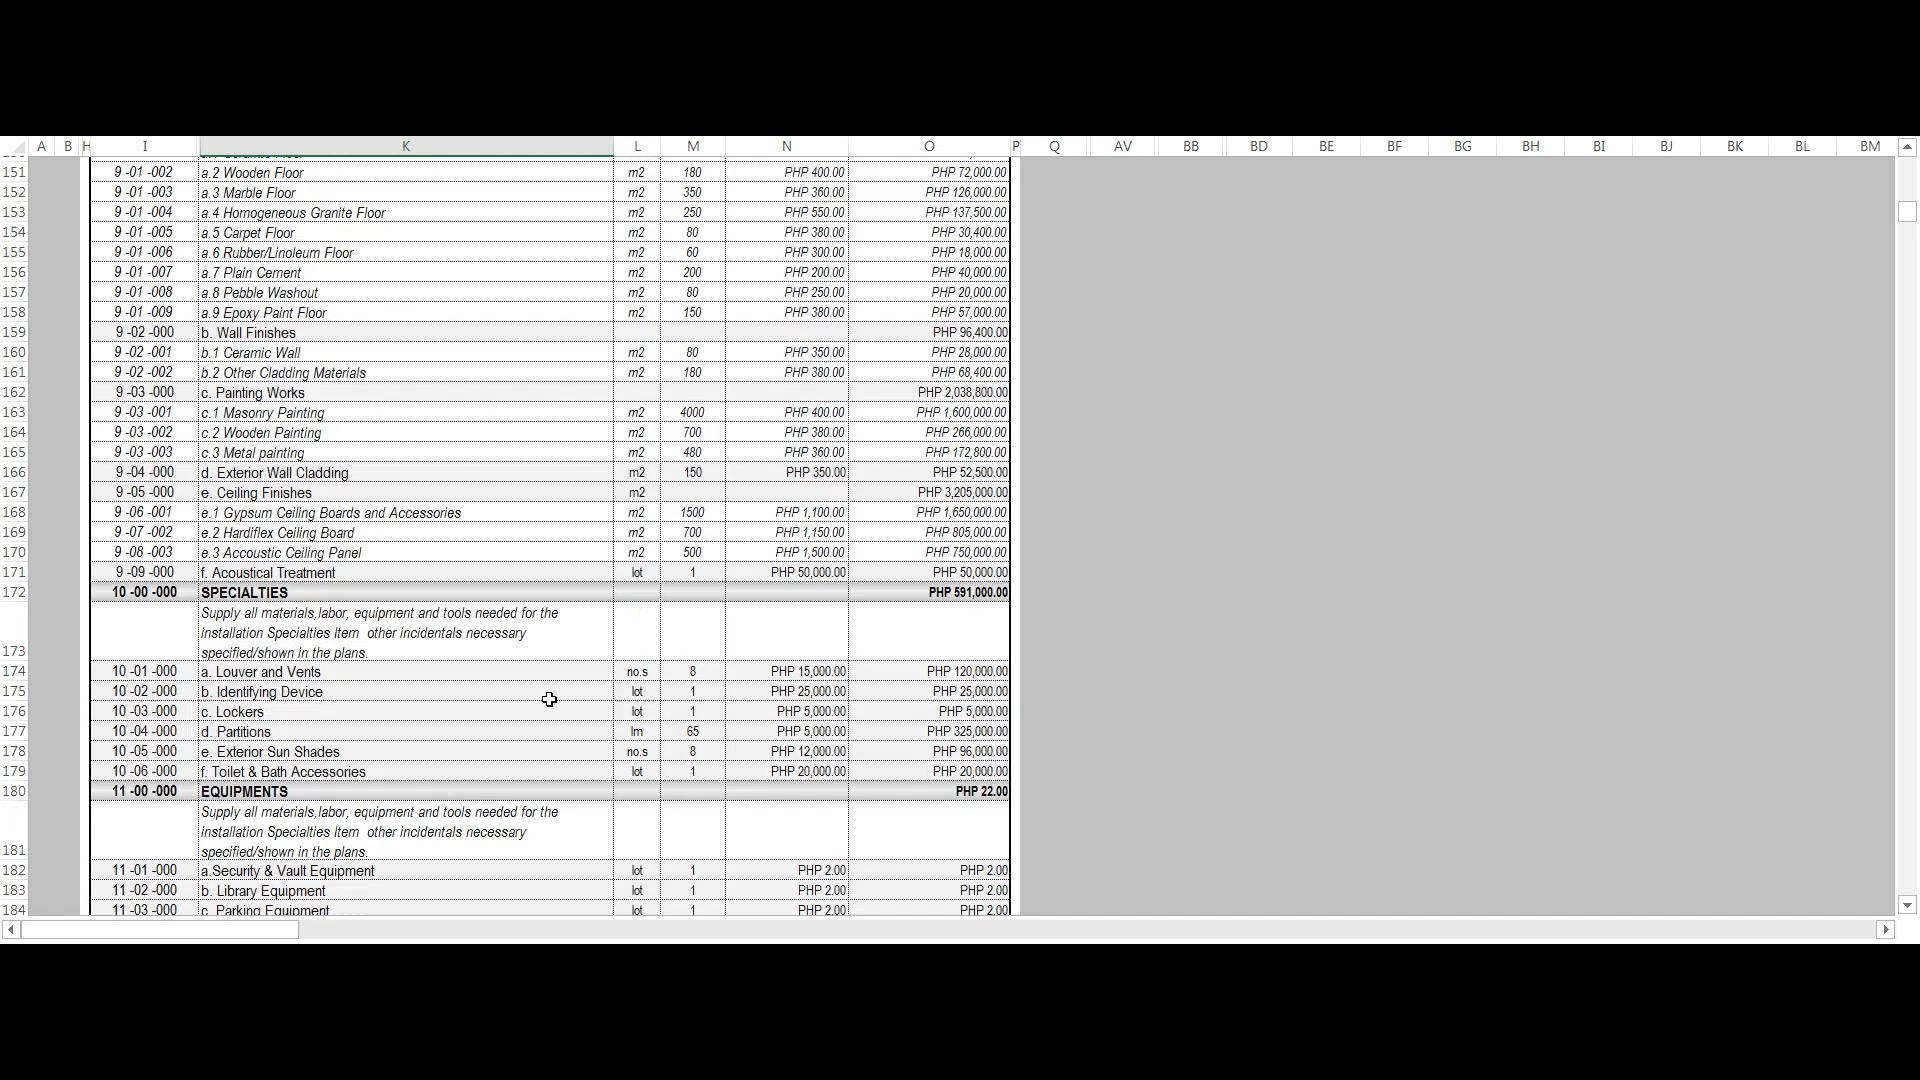 A B H I K L M N O P Q AV BB BD BE BF BG BH BI BJ BK BL BM
151 9 -01 -002 a.2 Wooden Floor m2 180 PHP 400.00 PHP 72,000.00
152 9 -01 -003 a.3 Marble Floor m2 350 PHP 360.00 PHP 126,000.00
153 9 -01 -004 a.4 Homogeneous Granite Floor m2 250 PHP 550.00 PHP 137,500.00
154 9 -01 -005 a.5 Carpet Floor m2 80 PHP 380.00 PHP 30,400.00
155 9 -01 -006 a.6 Rubber/Linoleum Floor m2 60 PHP 300.00 PHP 18,000.00
156 9 -01 -007 a.7 Plain Cement m2 200 PHP 200.00 PHP 40,000.00
157 9 -01 -008 a.8 Pebble Washout m2 80 PHP 250.00 PHP 20,000.00
158 9 -01 -009 a.9 Epoxy Paint Floor m2 150 PHP 380.00 PHP 57,000.00
159 9 -02 -000 b. Wall Finishes PHP 96,400.00
160 9 -02 -001 b.1 Ceramic Wall m2 80 PHP 350.00 PHP 28,000.00
161 9 -02 -002 b.2 Other Cladding Materials m2 180 PHP 380.00 PHP 68,400.00
162 9 -03 -000 c. Painting Works PHP 2,038,800.00
163 9 -03 -001 c.1 Masonry Painting m2 4000 PHP 400.00 PHP 1,600,000.00
164 9 -03 -002 c.2 Wooden Painting m2 700 PHP 380.00 PHP 266,000.00
165 9 -03 -003 c.3 Metal painting m2 480 PHP 360.00 PHP 172,800.00
166 9 -04 -000 d. Exterior Wall Cladding m2 150 PHP 350.00 PHP 52,500.00
167 9 -05 -000 e. Ceiling Finishes m2 PHP 3,205,000.00
168 9 -06 -001 e.1 Gypsum Ceiling Boards and Accessories m2 1500 PHP 1,100.00 PHP 1,650,000.00
169 9 -07 -002 e.2 Hardiflex Ceiling Board m2 700 PHP 1,150.00 PHP 805,000.00
170 9 -08 -003 e.3 Accoustic Ceiling Panel m2 500 PHP 1,500.00 PHP 750,000.00
171 9 -09 -000 f. Acoustical Treatment lot 1 PHP 50,000.00 PHP 50,000.00
172 10 -00 -000 SPECIALTIES PHP 591,000.00
Supply all materials,labor, equipment and tools needed for the
installation Specialties Item other incidentals necessary
173 specified/shown in the plans.
174 10 -01 -000 a. Louver and Vents no.s 8 PHP 15,000.00 PHP 120,000.00
175 10 -02 -000 b. Identifying Device lot 1 PHP 25,000.00 PHP 25,000.00
176 10 -03 -000 c. Lockers lot 1 PHP 5,000.00 PHP 5,000.00
177 10 -04 -000 d. Partitions lm 65 PHP 5,000.00 PHP 325,000.00
178 10 -05 -000 e. Exterior Sun Shades no.s 8 PHP 12,000.00 PHP 96,000.00
179 10 -06 -000 f. Toilet & Bath Accessories lot 1 PHP 20,000.00 PHP 20,000.00
180 11 -00 -000 EQUIPMENTS PHP 22.00
Supply all materials,labor, equipment and tools needed for the
installation Specialties Item other incidentals necessary
181 specified/shown in the plans.
182 11 -01 -000 a.Security & Vault Equipment lot 1 PHP 2.00 PHP 2.00
183 11 -02 -000 b. Library Equipment lot 1 PHP 2.00 PHP 2.00
184 11 -03 -000 c. Parking Equipment lot 1 PHP 2.00 PHP 2.00